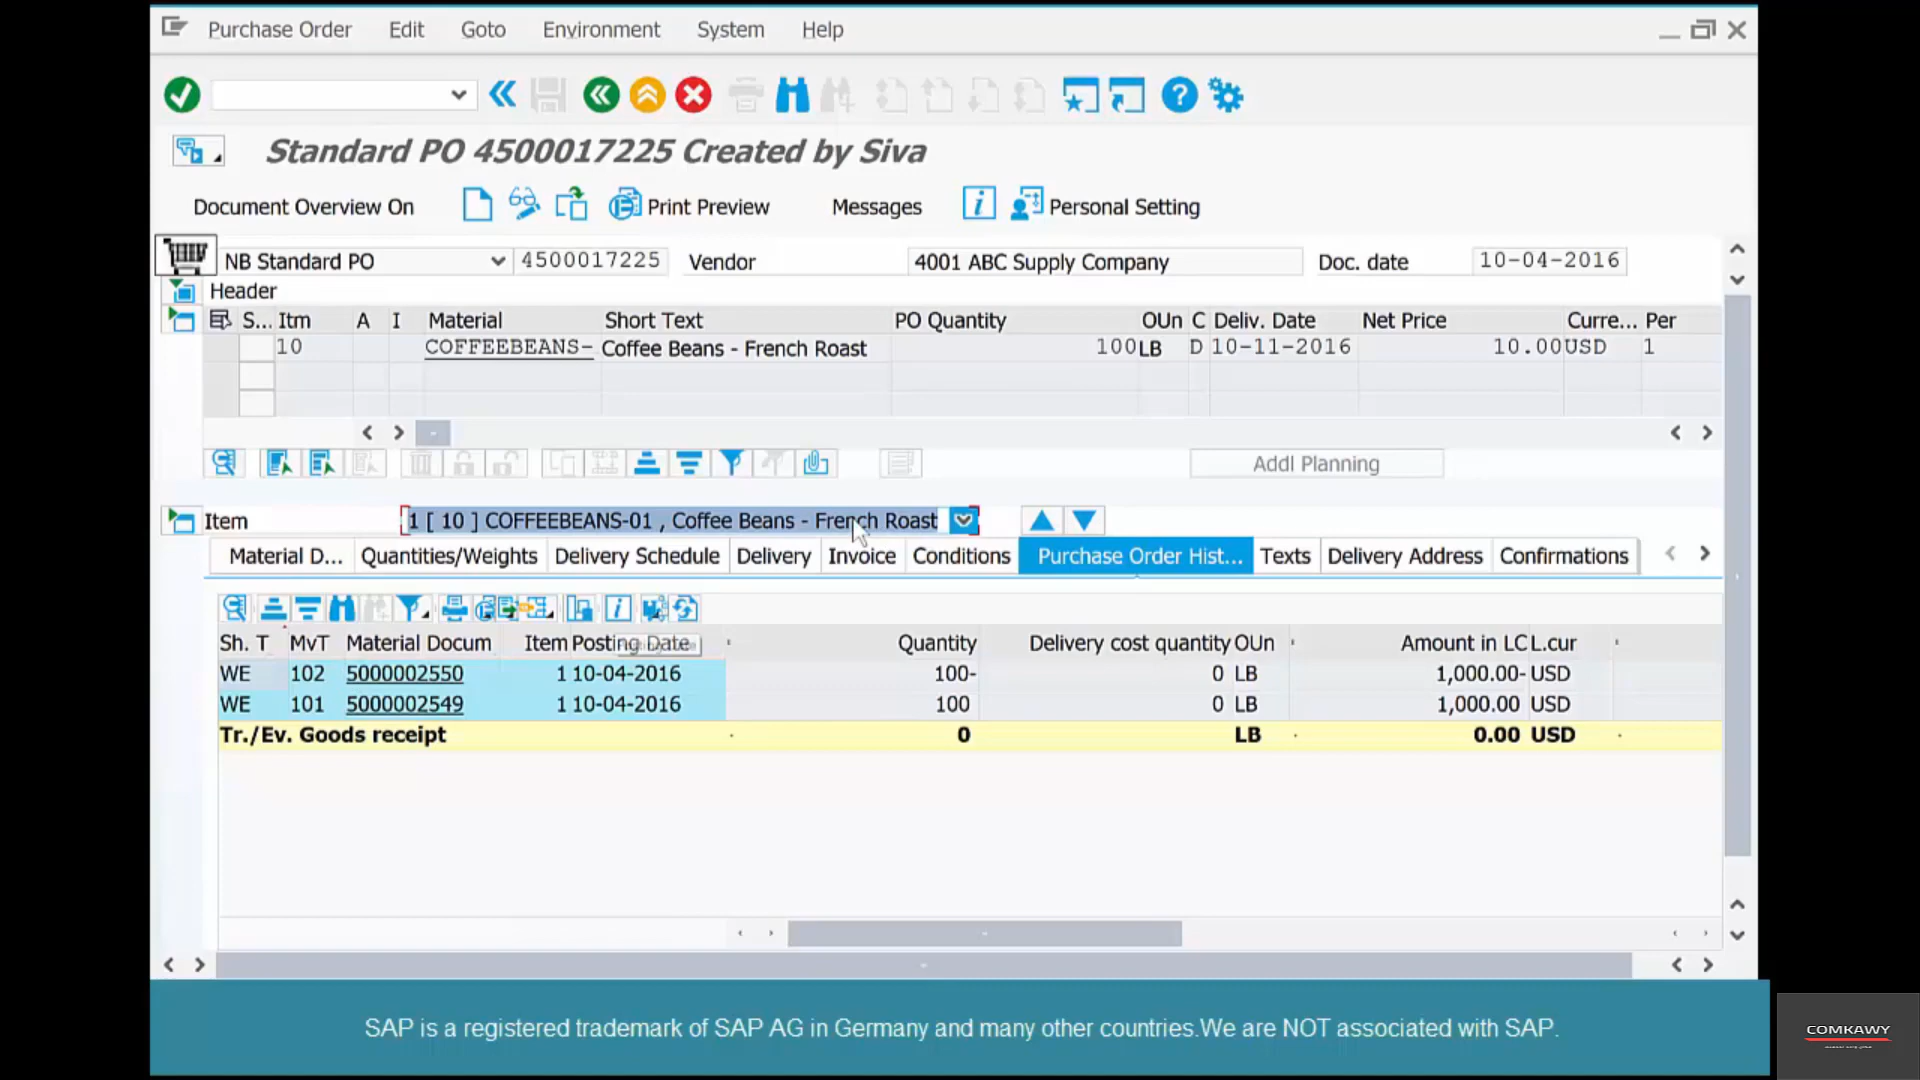 Purchase Order Edit Goto Environment System Help
Standard PO 4500017225 Created by Siva
Document Overview On Print Preview Messages Personal Setting
NB Standard PO 4500017225 Vendor 4001 ABC Supply Company Doc. date 10-04-2016
Header
S... Itm A I Material Short Text PO Quantity OUn C Deliv. Date Net Price Curre... Per
10 COFFEEBEANS- Coffee Beans - French Roast 100 LB D 10-11-2016 10.00 USD 1
Addl Planning
Item 1 [ 10 ] COFFEEBEANS-01 , Coffee Beans - French Roast
Material D... Quantities/Weights Delivery Schedule Delivery Invoice Conditions Purchase Order Hist... Texts Delivery Address Confirmations
Sh. T MvT Material Docum Item Posting Date Quantity Delivery cost quantity OUn Amount in LC L.cur
WE 102 5000002550 1 10-04-2016 100- 0 LB 1,000.00- USD
WE 101 5000002549 1 10-04-2016 100 0 LB 1,000.00 USD
Tr./Ev. Goods receipt 0 LB 0.00 USD
SAP is a registered trademark of SAP AG in Germany and many other countries.We are NOT associated with SAP.
COMKAWY